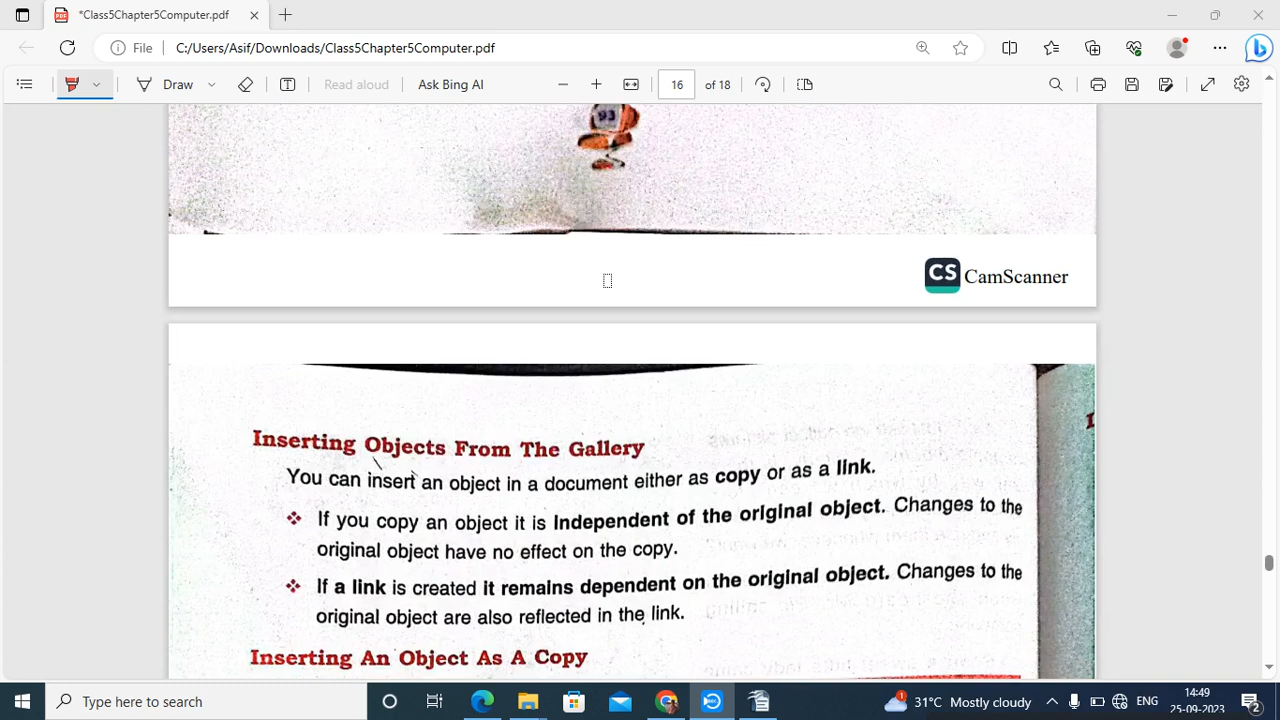 *Class5Chapter5Computer.pdf
File C:/Users/Asif/Downloads/Class5Chapter5Computer.pdf
Draw Read aloud Ask Bing AI 16 of 18
93
CS CamScanner
Inserting Objects From The Gallery
You can insert an object in a document either as copy or as a link.
If you copy an object it is independent of the original object. Changes to the
original object have no effect on the copy.
If a link is created it remains dependent on the original object. Changes to the
original object are also reflected in the link.
Inserting An Object As A Copy
Type here to search
1 31°C Mostly cloudy ENG 14:49
25-09-2023 2